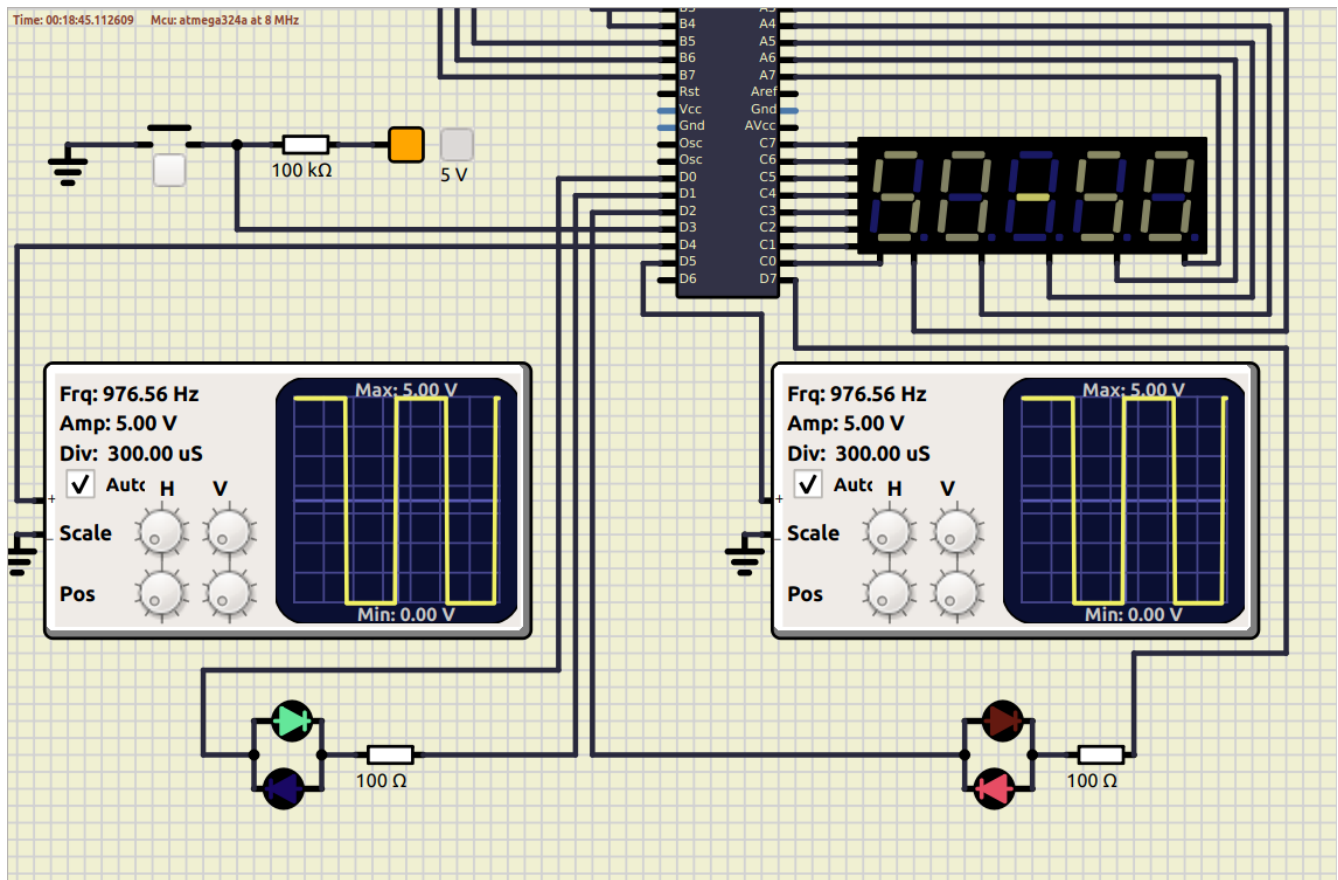 Time: 00:18:45.112609 Mcu: atmega324a at 8 MHz
B4 A4
B5 A5
B6 A6
B7 A7
Rst Aref
Vcc Gnd
Gnd AVcc
Osc C7
Osc C6
D0 C5
D1 C4
D2 C3
D3 C2
D4 C1
D5 C0
D6 D7
100 kΩ
5 V
Frq: 976.56 Hz
Amp: 5.00 V
Div: 300.00 uS
Auto H V
Scale
Pos
Max: 5.00 V
Min: 0.00 V
+
-
Frq: 976.56 Hz
Amp: 5.00 V
Div: 300.00 uS
Auto H V
Scale
Pos
Max: 5.00 V
Min: 0.00 V
+
-
100 Ω
100 Ω